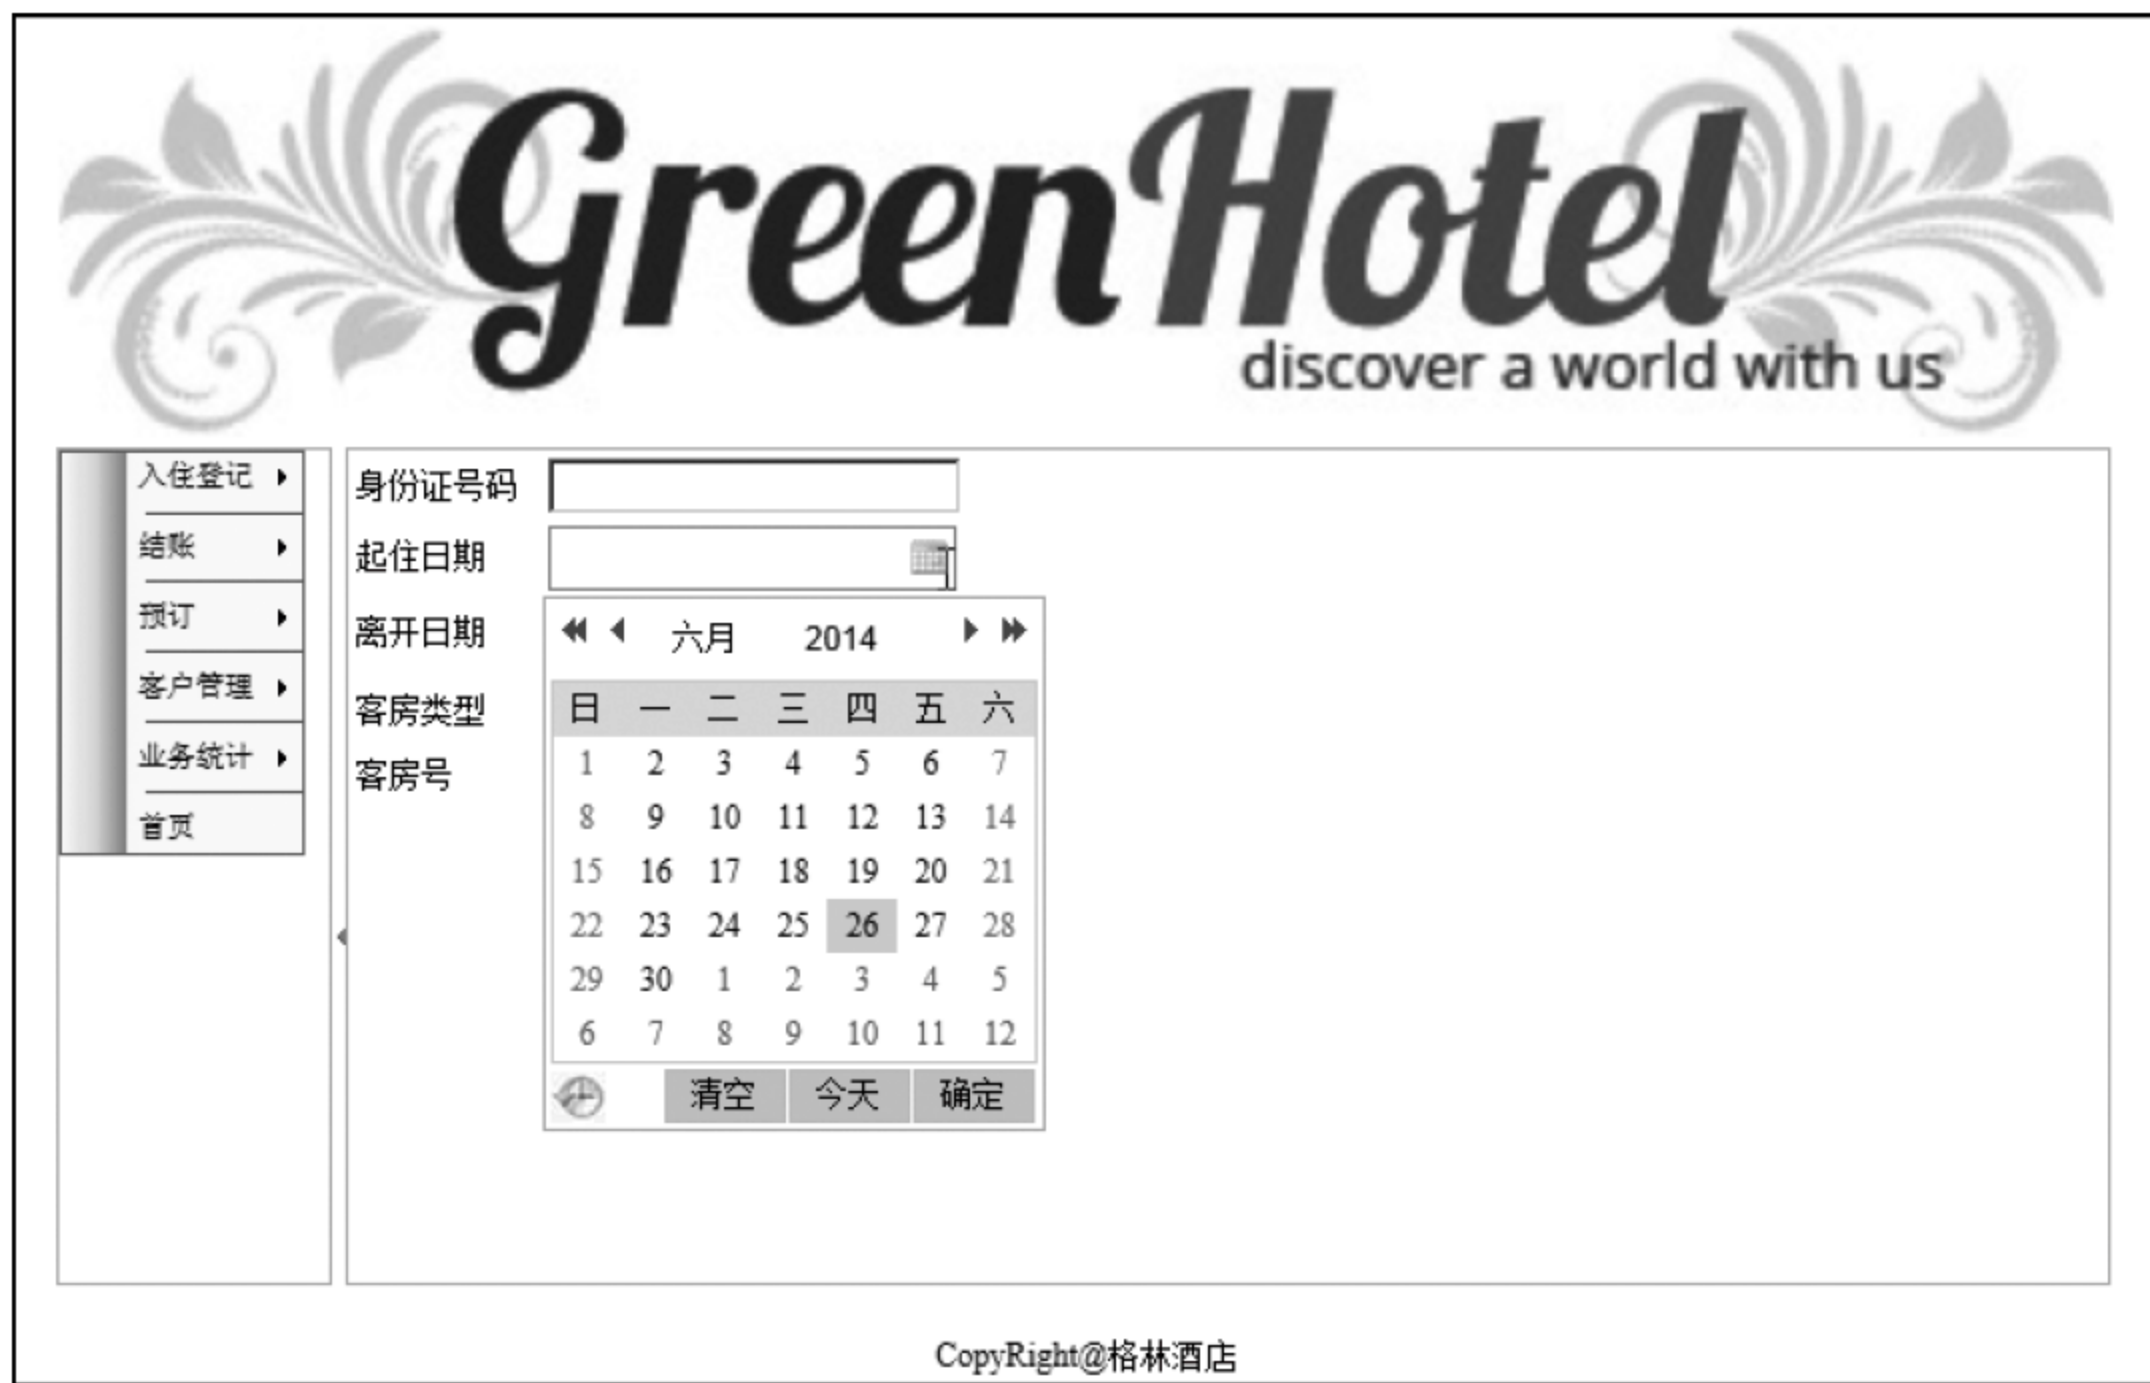 GreenHotel
discover a world with us
入住登记
结账
预订
客户管理
业务统计
首页
身份证号码
起住日期
离开日期
客房类型
客房号
六月 2014
日 一 二 三 四 五 六
1 2 3 4 5 6 7
8 9 10 11 12 13 14
15 16 17 18 19 20 21
22 23 24 25 26 27 28
29 30 1 2 3 4 5
6 7 8 9 10 11 12
清空 今天 确定
CopyRight@格林酒店